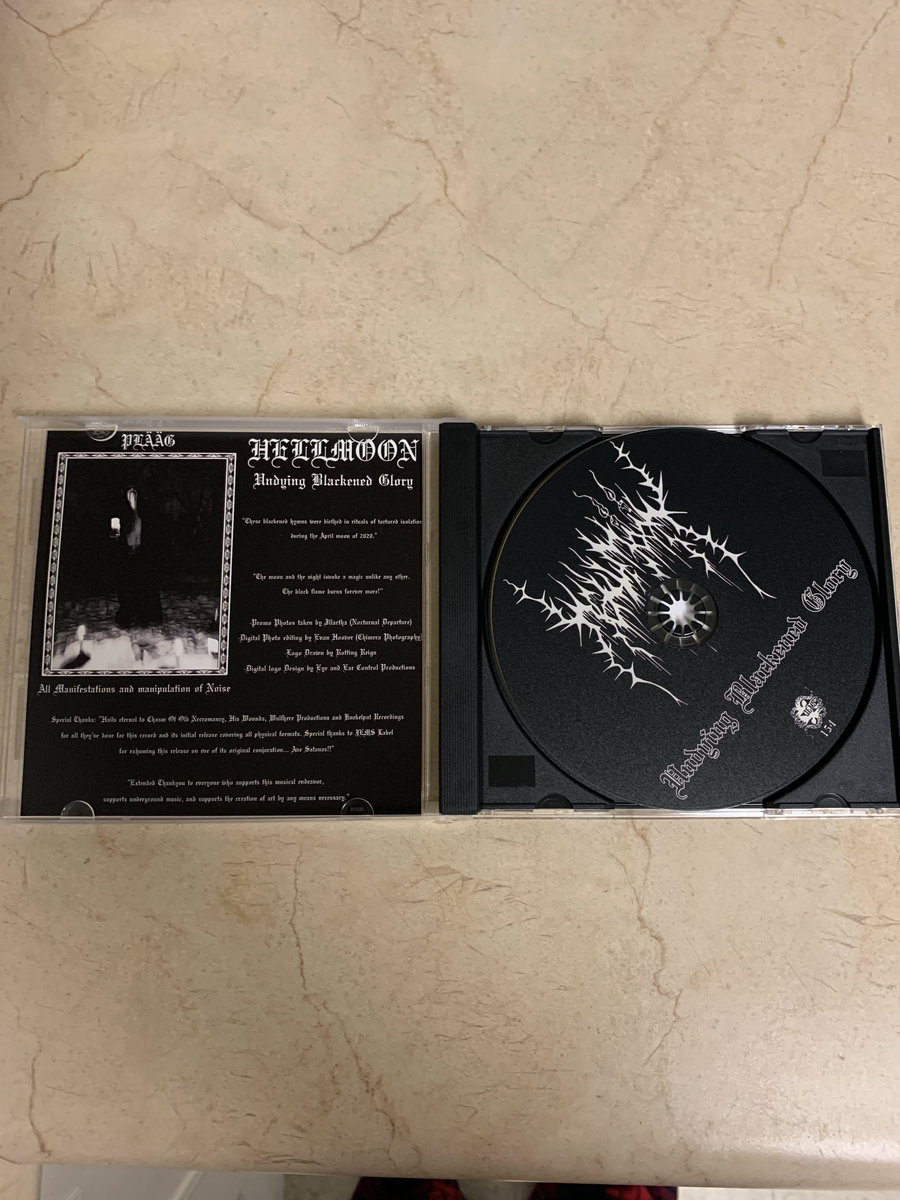 PLÄÄG
HELLMOON
Undying Blackened Glory
"These blackened hymns were birthed in rituals of tortured isolation
during the April moon of 2020."
"The moon and the night invoke a magic unlike any other.
The black flame burns forever more!"
-Promo Photos taken by Illartha (Nocturnal Departure)
-Digital Photo editing by Evan Hoover (Chimera Photography)
-Logo Drawn by Rotting Reign
-Digital logo Design by Eye and Ear Control Productions
All Manifestations and manipulation of Noise
Special Thanks: "Hails eternal to Chasm Of Old Necromancy, His Wounds, Wulfhere Productions and Knekelput Recordings
for all they've done for this record and its initial release covering all physical formats. Special thanks to JEMS Label
for exhuming this release on eve of its original conjuration... Ave Satanas!!"
"Extended Thankyou to everyone who supports this musical endeavor,
supports underground music, and supports the creation of art by any means necessary."
Undying Blackened Glory